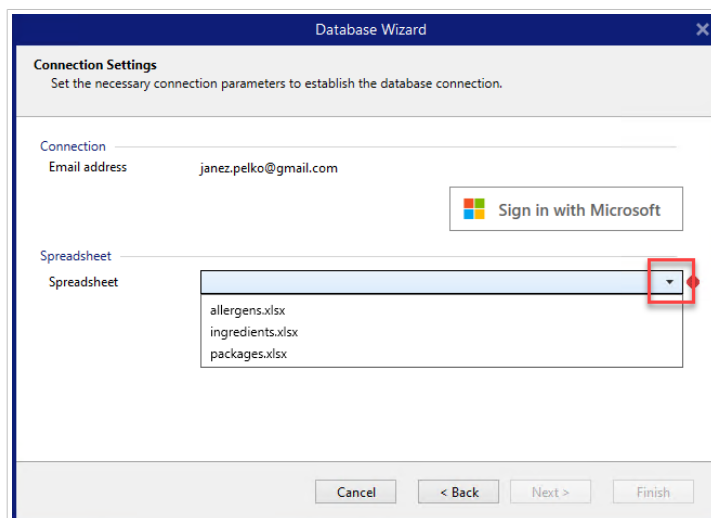 Database Wizard
Connection Settings
Set the necessary connection parameters to establish the database connection.
Connection
Email address janez.pelko@gmail.com
Sign in with Microsoft
Spreadsheet
Spreadsheet
allergens.xlsx
ingredients.xlsx
packages.xlsx
Cancel < Back Next > Finish